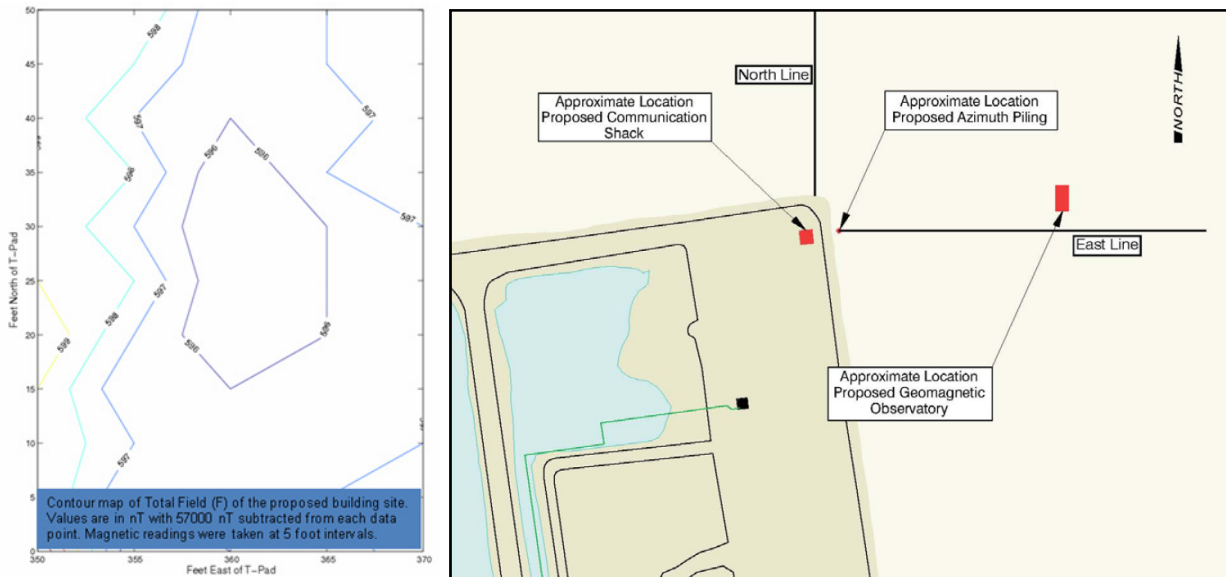 50
45
40
35
30
25
20
15
10
5
0
350
355
360
365
370
Feet North of T-Pad
Feet East of T-Pad
598
597
597
597
599
596
596
598
597
597
598
599
596
596
597
597
Contour map of Total Field (F) of the proposed building site.
Values are in nT with 57000 nT subtracted from each data
point. Magnetic readings were taken at 5 foot intervals.
North Line
NORTH
Approximate Location
Proposed Communication
Shack
Approximate Location
Proposed Azimuth Piling
East Line
Approximate Location
Proposed Geomagnetic
Observatory